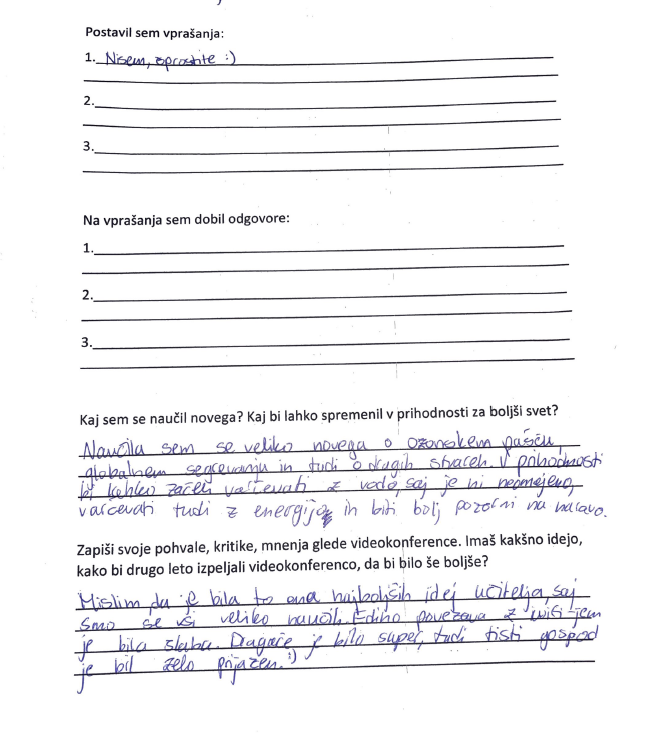 Postavil sem vprašanja:
1. Nisem, oprostite :)
2.
3.
Na vprašanja sem dobil odgovore:
1.
2.
3.
Kaj sem se naučil novega? Kaj bi lahko spremenil v prihodnosti za boljši svet?
Naučila sem se veliko novega o ozonskem plašču,
globalnem segrevanju in tudi o drugih stvareh. V prihodnosti
bi lahko začeli varčevati z vodo, saj je ni neomejeno,
varčevati tudi z energijo in biti bolj pozorni na naravo.
Zapiši svoje pohvale, kritike, mnenja glede videokonference. Imaš kakšno idejo,
kako bi drugo leto izpeljali videokonferenco, da bi bilo še boljše?
Mislim da je bila to ena najboljših idej učitelja, saj
smo se vsi veliko naučili. Edino povezava z
je bila slaba. Drugače je bilo super, tudi tisti gospod
je bil zelo prijazen. :)